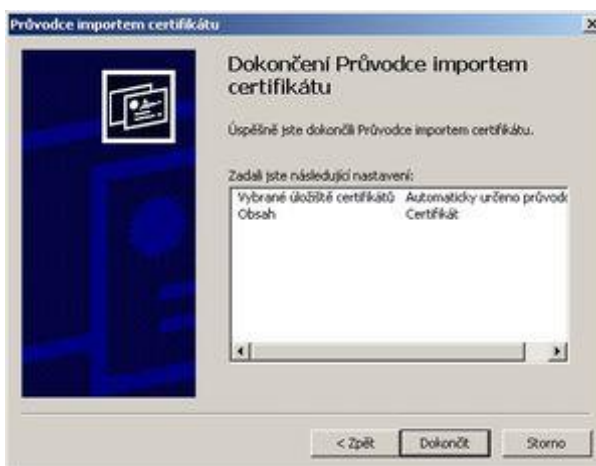 Průvodce importem certifikátu
Dokončení Průvodce importem
certifikátu
Úspěšně jste dokončili Průvodce importem certifikátu.
Zadali jste následující nastavení:
Vybrané úložiště certifikátů Automaticky určeno průvod
Obsah Certifikát
< Zpět Dokončit Storno